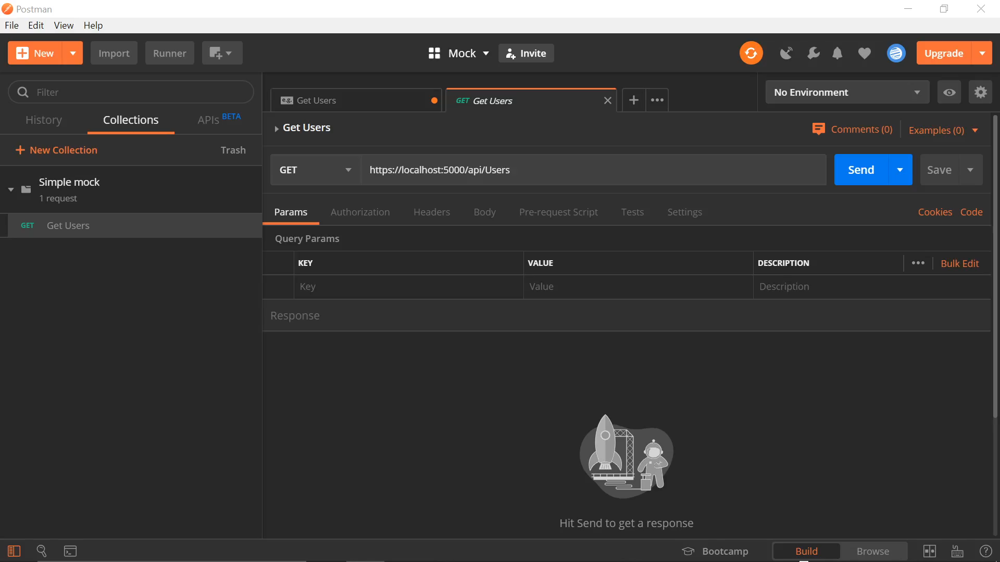 Postman
File Edit View Help
New Import Runner Mock Invite Upgrade
Filter
e.g. Get Users GET Get Users No Environment
History Collections APIs BETA
Get Users Comments (0) Examples (0)
New Collection Trash
GET https://localhost:5000/api/Users Send Save
Simple mock
1 request
Params Authorization Headers Body Pre-request Script Tests Settings Cookies Code
GET Get Users
Query Params
KEY VALUE DESCRIPTION Bulk Edit
Key Value Description
Response
Hit Send to get a response
Bootcamp Build Browse